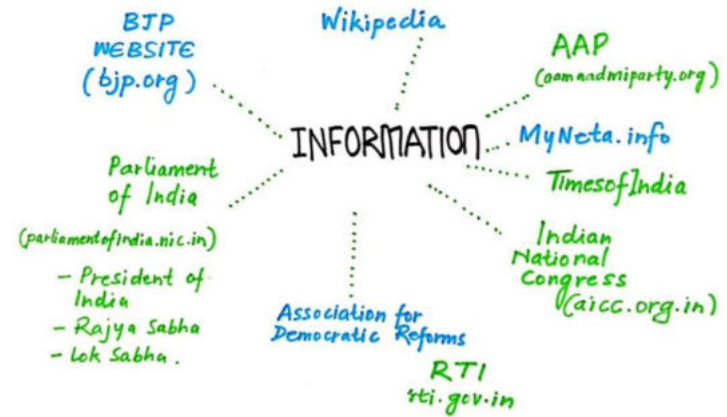 BJP
WEBSITE
(bjp.org)
Wikipedia
AAP
(aamaadmiparty.org)
INFORMATION
MyNeta.info
TimesofIndia
Parliament
of India
(parliamentofindia.nic.in)
- President of
India
- Rajya Sabha
- Lok Sabha.
Indian
National
Congress
(aicc.org.in)
Association for
Democratic Reforms
RTI
rti.gov.in